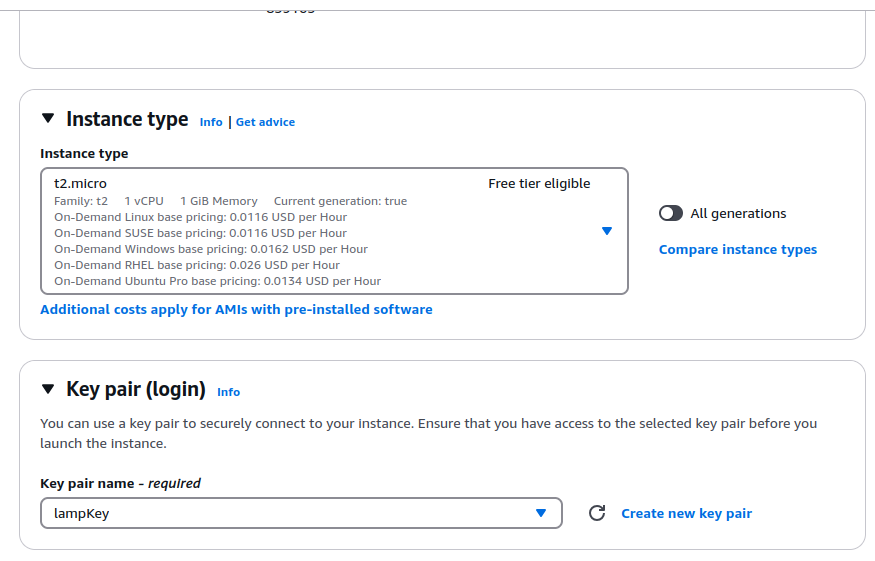 Instance type Info | Get advice
Instance type
t2.micro Free tier eligible
Family: t2 1 vCPU 1 GiB Memory Current generation: true
On-Demand Linux base pricing: 0.0116 USD per Hour
On-Demand SUSE base pricing: 0.0116 USD per Hour
On-Demand Windows base pricing: 0.0162 USD per Hour
On-Demand RHEL base pricing: 0.026 USD per Hour
On-Demand Ubuntu Pro base pricing: 0.0134 USD per Hour
All generations
Compare instance types
Additional costs apply for AMIs with pre-installed software
Key pair (login) Info
You can use a key pair to securely connect to your instance. Ensure that you have access to the selected key pair before you
launch the instance.
Key pair name - required
lampKey
Create new key pair